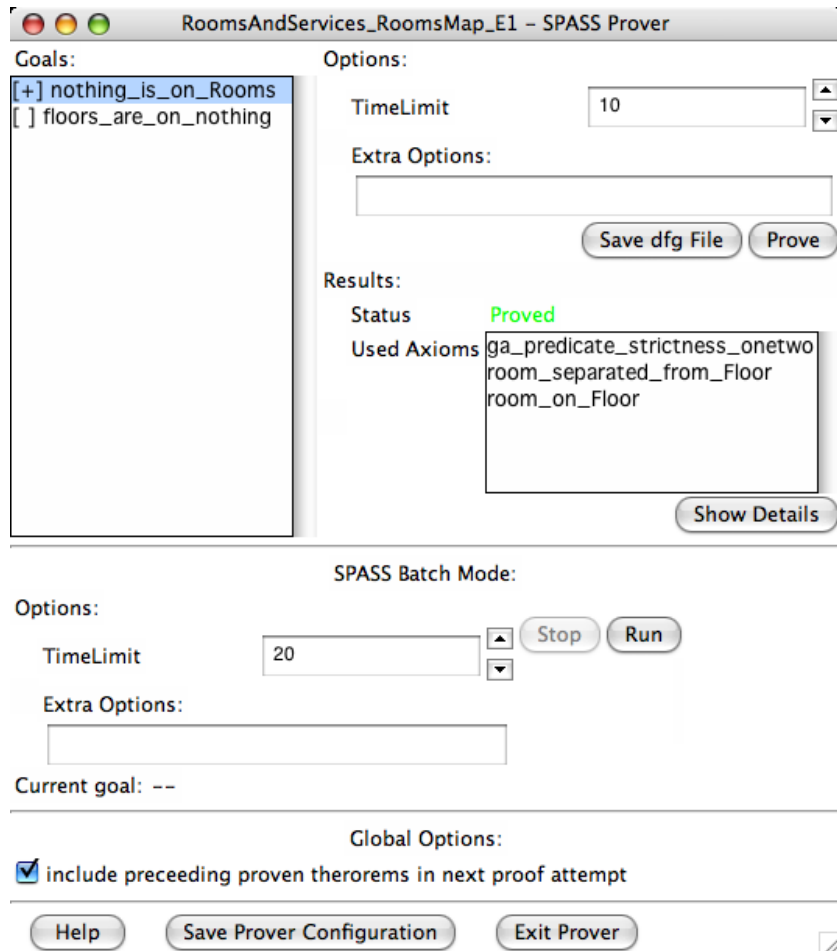 RoomsAndServices_RoomsMap_E1 – SPASS Prover
Goals:
[+] nothing_is_on_Rooms
[ ] floors_are_on_nothing
Options:
TimeLimit 10
Extra Options:
Save dfg File Prove
Results:
Status Proved
Used Axioms ga_predicate_strictness_onetwo
room_separated_from_Floor
room_on_Floor
Show Details
SPASS Batch Mode:
Options:
TimeLimit 20 Stop Run
Extra Options:
Current goal: --
Global Options:
include preceeding proven therorems in next proof attempt
Help Save Prover Configuration Exit Prover